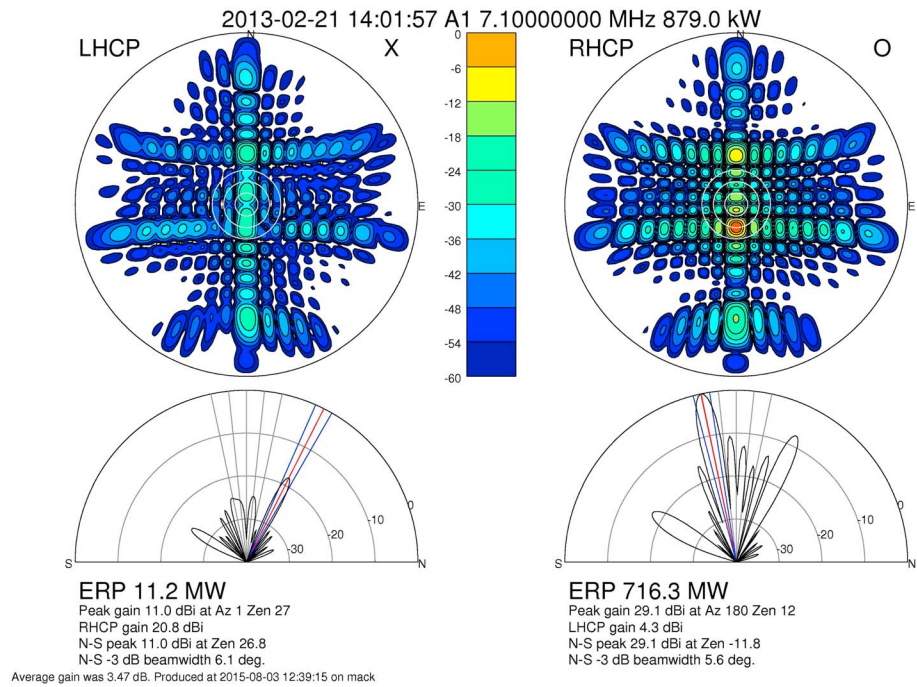 2013-02-21 14:01:57 A1 7.10000000 MHz 879.0 kW
LHCP
N
X
E
0
-6
-12
-18
-24
-30
-36
-42
-48
-54
-60
RHCP
N
O
E
S
N
-30
-20
-10
0
S
N
-30
-20
-10
0
ERP 11.2 MW
Peak gain 11.0 dBi at Az 1 Zen 27
RHCP gain 20.8 dBi
N-S peak 11.0 dBi at Zen 26.8
N-S -3 dB beamwidth 6.1 deg.
ERP 716.3 MW
Peak gain 29.1 dBi at Az 180 Zen 12
LHCP gain 4.3 dBi
N-S peak 29.1 dBi at Zen -11.8
N-S -3 dB beamwidth 5.6 deg.
Average gain was 3.47 dB. Produced at 2015-08-03 12:39:15 on mack